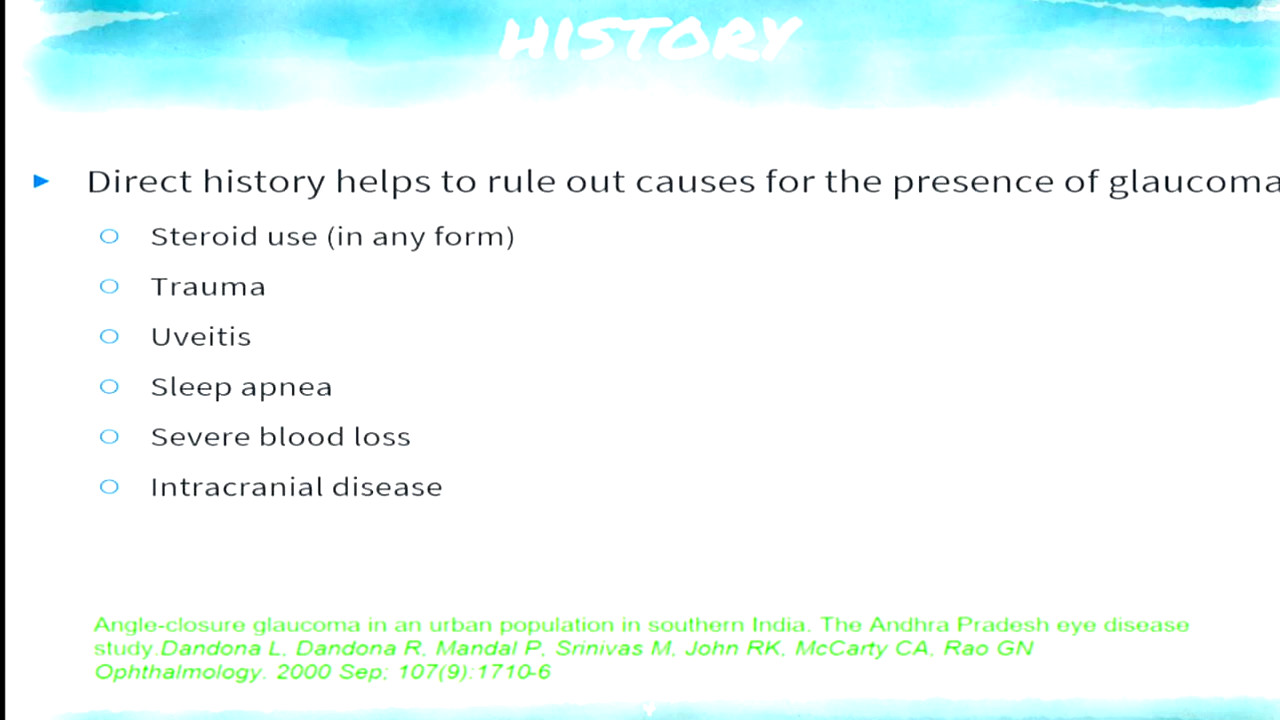 HISTORY
Direct history helps to rule out causes for the presence of glaucoma
Steroid use (in any form)
Trauma
Uveitis
Sleep apnea
Severe blood loss
Intracranial disease
Angle-closure glaucoma in an urban population in southern India. The Andhra Pradesh eye disease
study.Dandona L, Dandona R, Mandal P, Srinivas M, John RK, McCarty CA, Rao GN
Ophthalmology. 2000 Sep; 107(9):1710-6